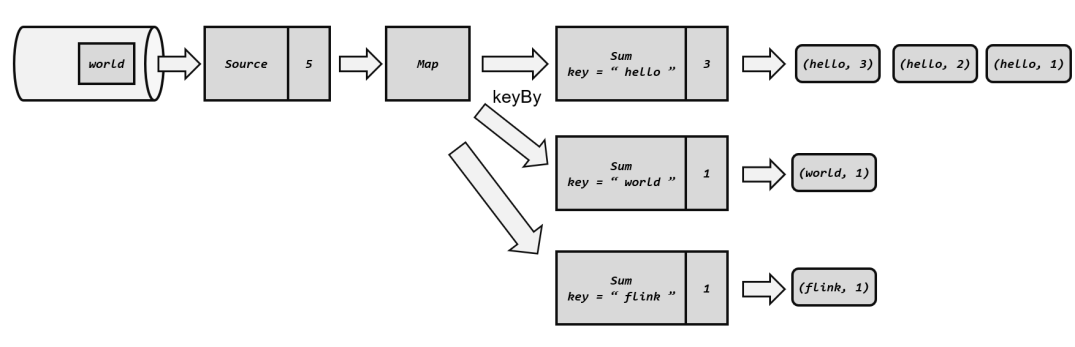 world
Source
5
Map
keyBy
Sum
key = “ hello ”
3
(hello, 3)
(hello, 2)
(hello, 1)
Sum
key = “ world ”
1
(world, 1)
Sum
key = “ flink ”
1
(flink, 1)